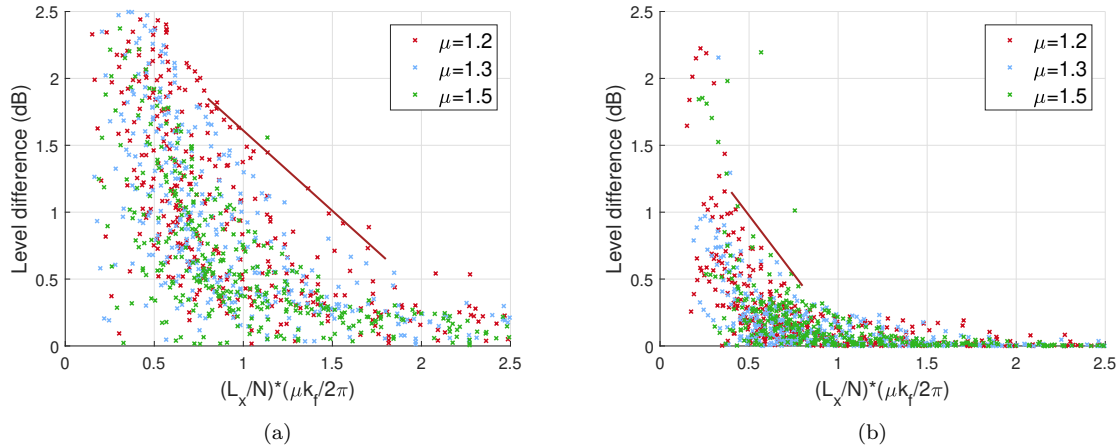 2.5
2
1.5
1
0.5
0
Level difference (dB)
μ=1.2
μ=1.3
μ=1.5
0 0.5 1 1.5 2 2.5
(L_x/N)*(μk_f/2π)
(a)
2.5
2
1.5
1
0.5
0
Level difference (dB)
μ=1.2
μ=1.3
μ=1.5
0 0.5 1 1.5 2 2.5
(L_x/N)*(μk_f/2π)
(b)